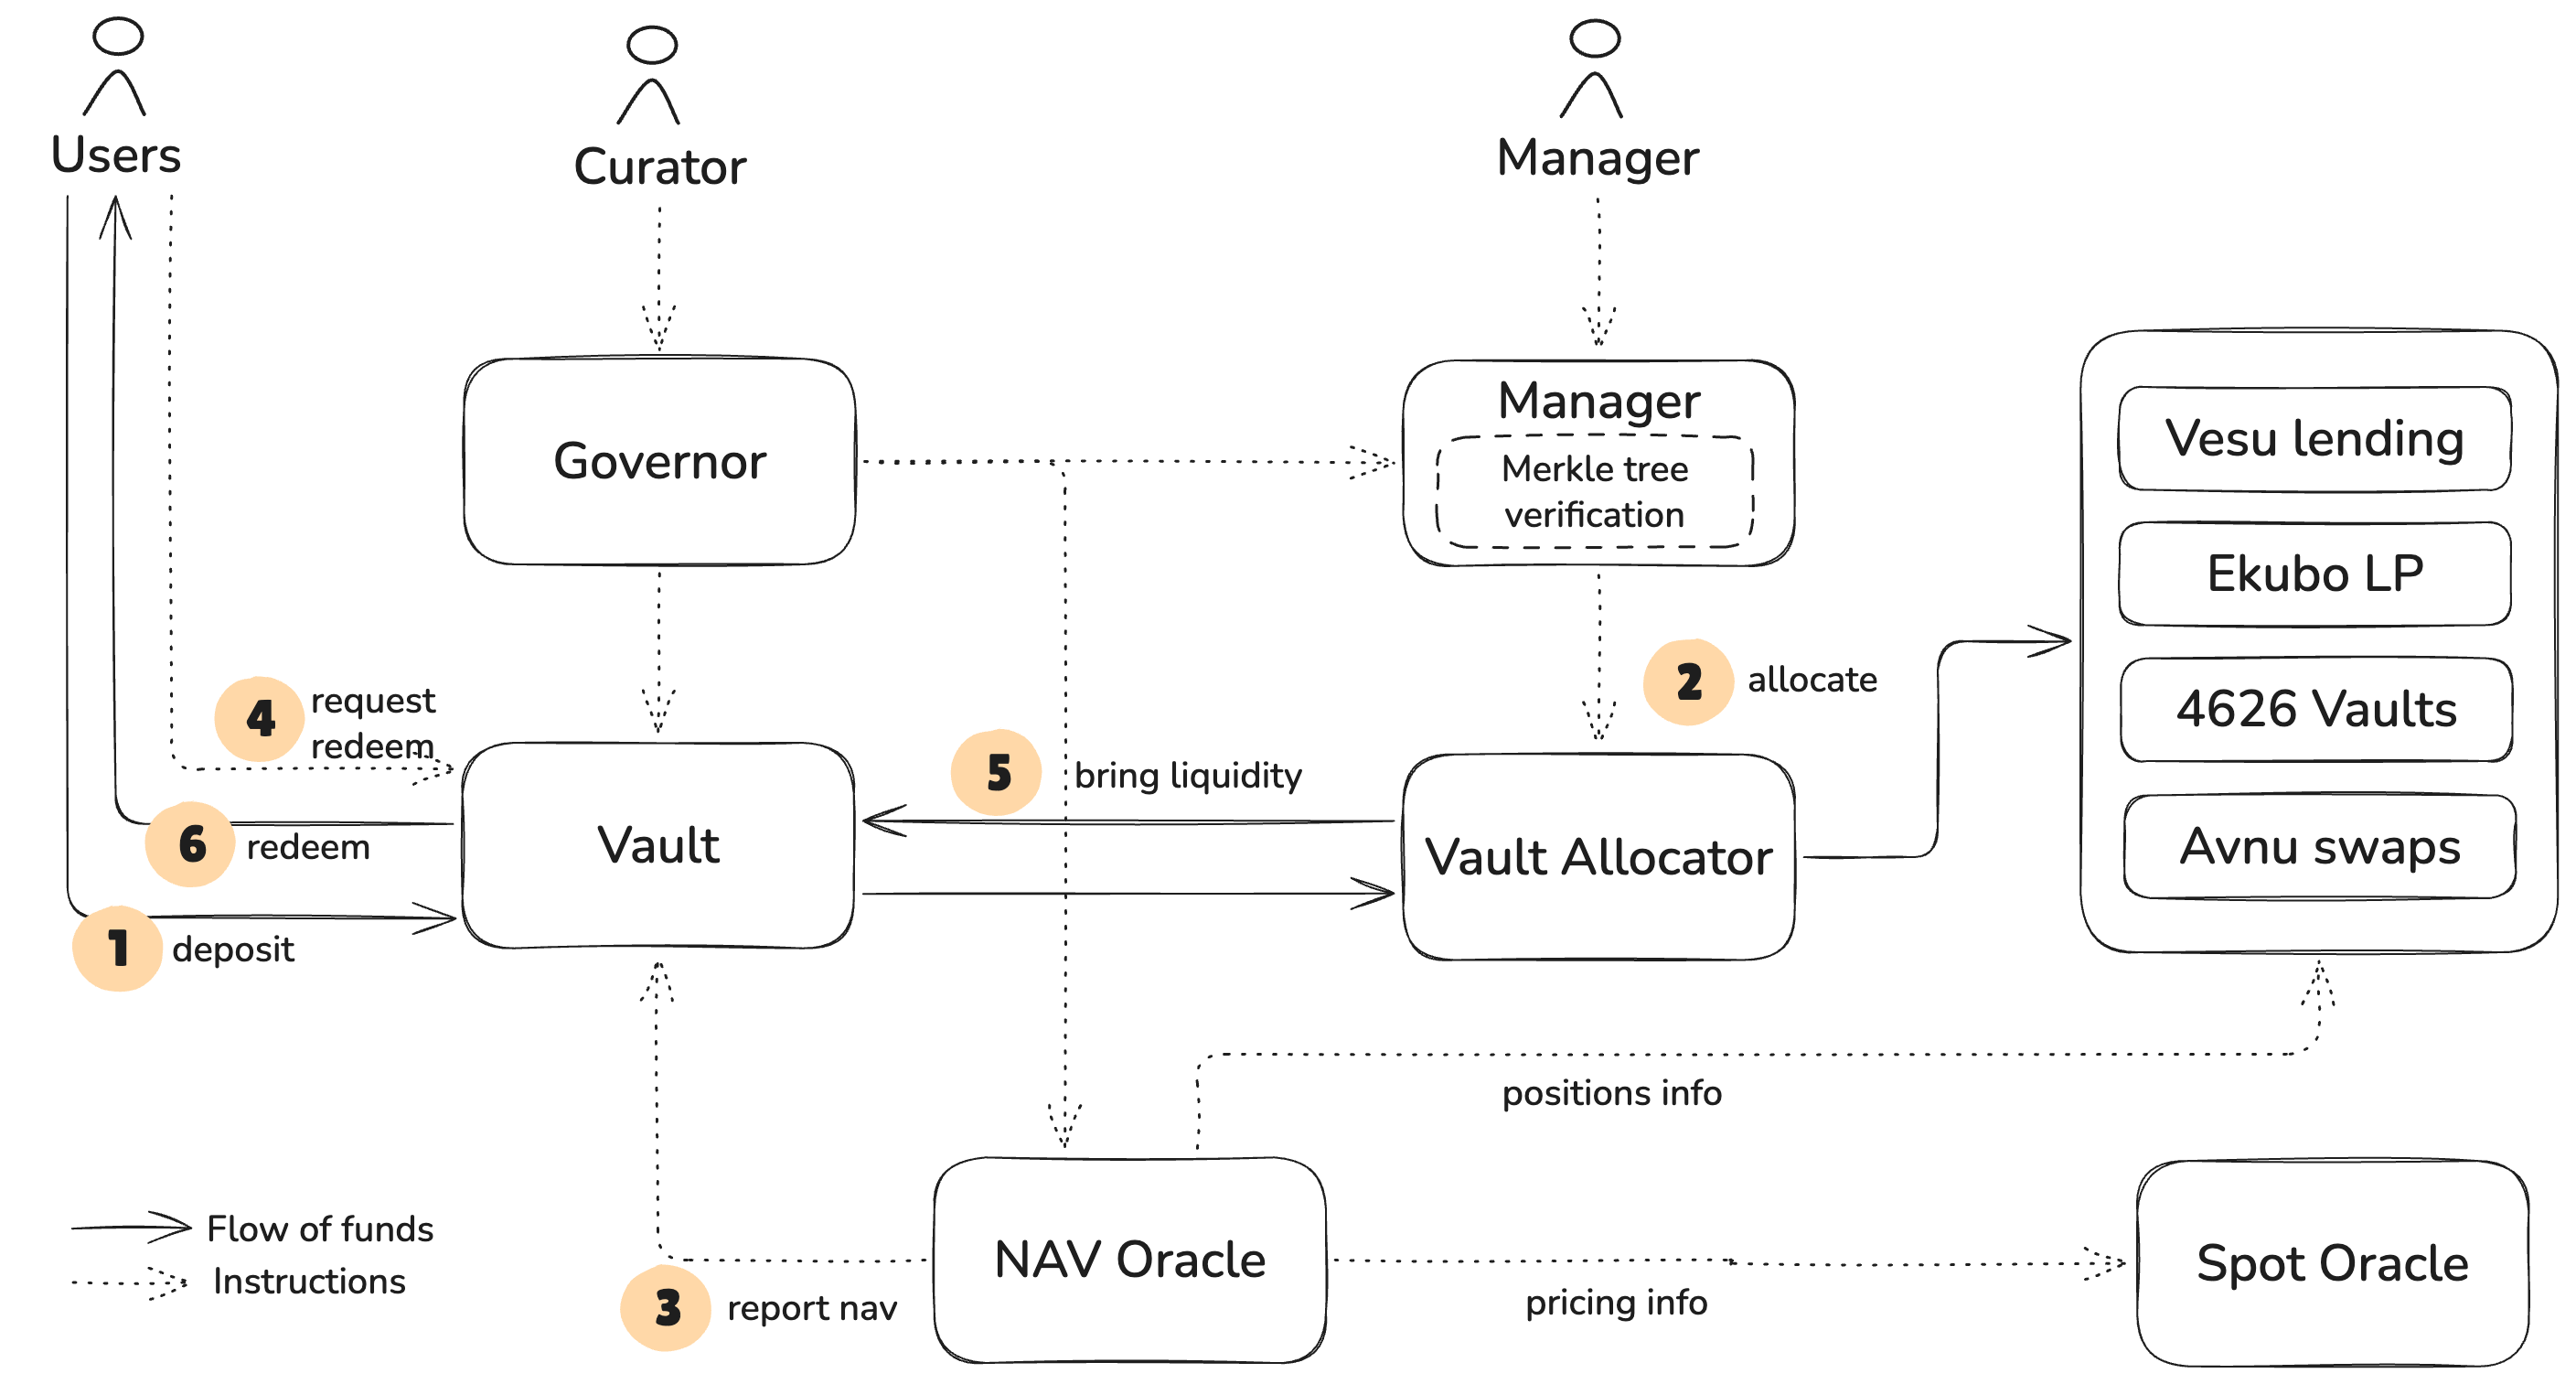 Users
Curator
Manager
Governor
Manager
Merkle tree
verification
Vesu lending
Ekubo LP
4626 Vaults
Avnu swaps
4
request
redeem
2
allocate
5
bring liquidity
Vault
Vault Allocator
6
redeem
1
deposit
positions info
Flow of funds
Instructions
3
report nav
NAV Oracle
pricing info
Spot Oracle